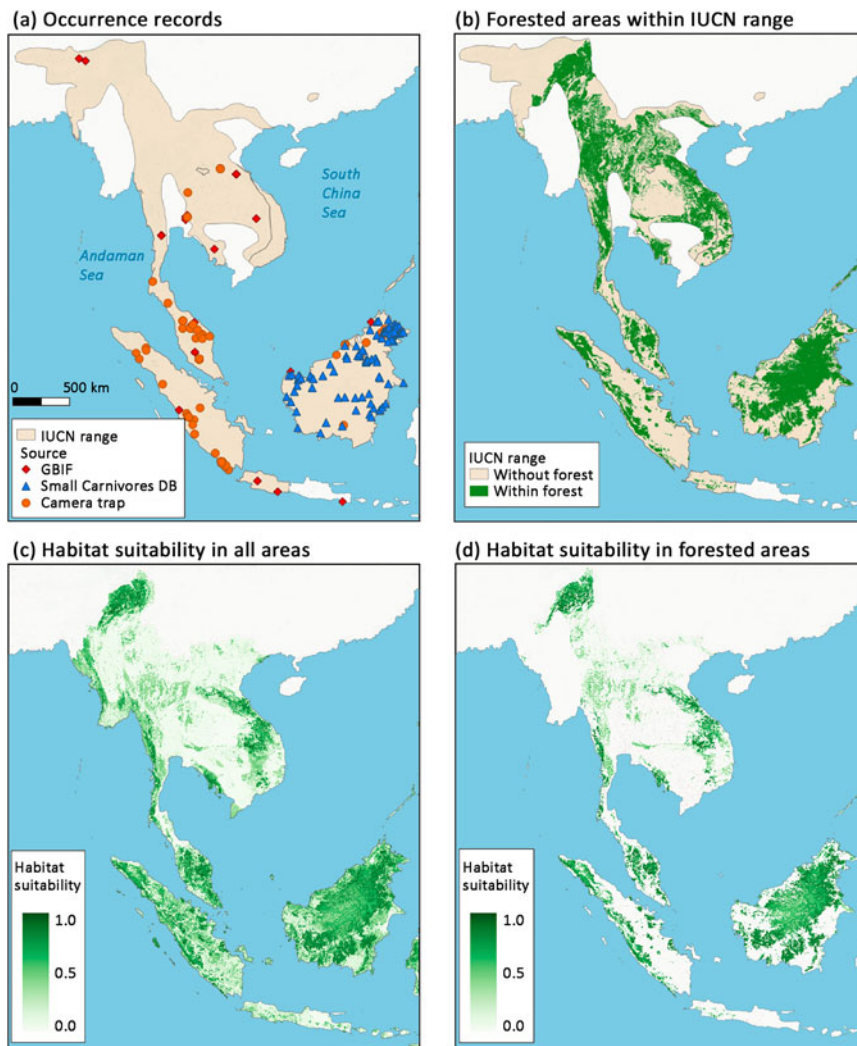 (a) Occurrence records
South
China
Sea
Andaman
Sea
0 500 km
IUCN range
Source
GBIF
Small Carnivores DB
Camera trap
(b) Forested areas within IUCN range
IUCN range
Without forest
Within forest
(c) Habitat suitability in all areas
Habitat
suitability
1.0
0.5
0.0
(d) Habitat suitability in forested areas
Habitat
suitability
1.0
0.5
0.0